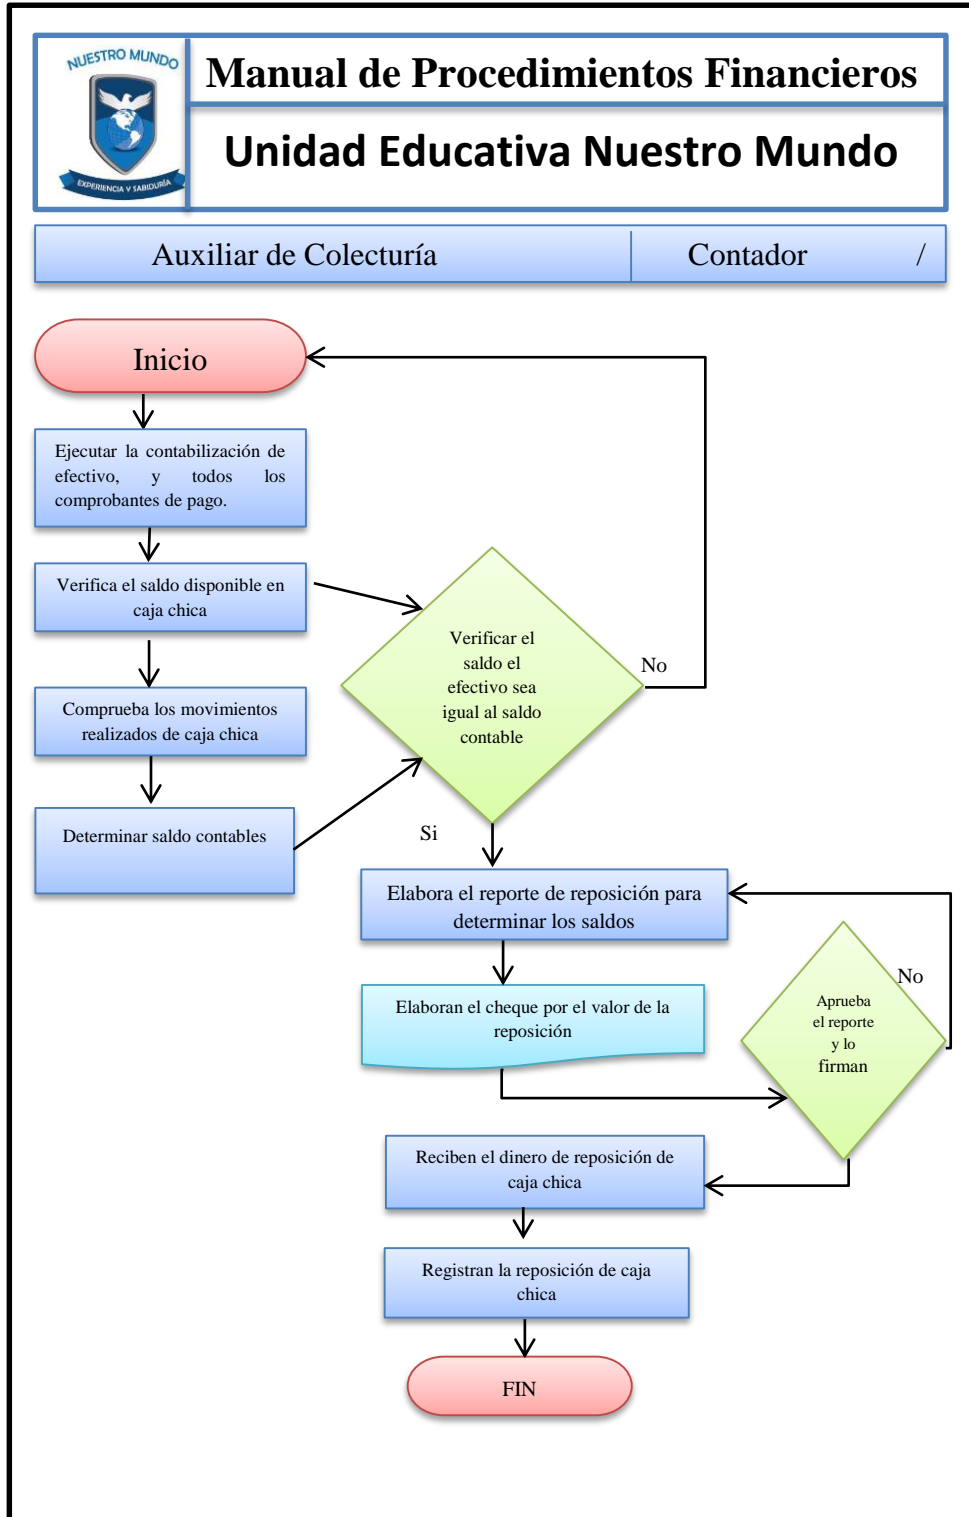 NUESTRO MUNDO
EXPERIENCIA Y SABIDURÍA
Manual de Procedimientos Financieros
Unidad Educativa Nuestro Mundo
Auxiliar de Colecturía
Contador /
Inicio
Ejecutar la contabilización de
efectivo, y todos los
comprobantes de pago.
Verifica el saldo disponible en
caja chica
Comprueba los movimientos
realizados de caja chica
Determinar saldo contables
Verificar el
saldo el
efectivo sea
igual al saldo
contable
No
Si
Elabora el reporte de reposición para
determinar los saldos
Elaboran el cheque por el valor de la
reposición
Aprueba
el reporte
y lo
firman
No
Reciben el dinero de reposición de
caja chica
Registran la reposición de caja
chica
FIN